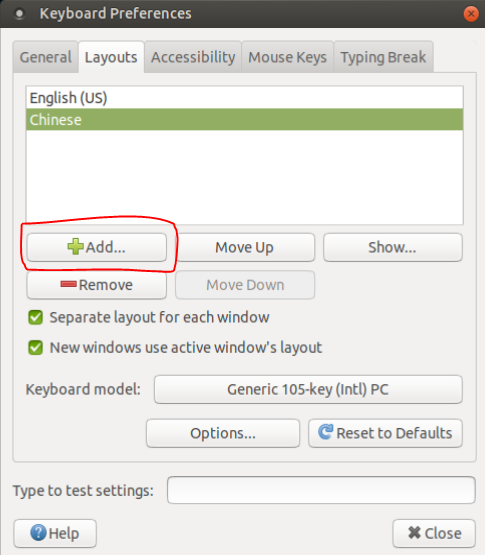 Keyboard Preferences
General Layouts Accessibility Mouse Keys Typing Break
English (US)
Chinese
Add... Move Up Show...
Remove Move Down
Separate layout for each window
New windows use active window's layout
Keyboard model: Generic 105-key (Intl) PC
Options... Reset to Defaults
Type to test settings:
Help Close